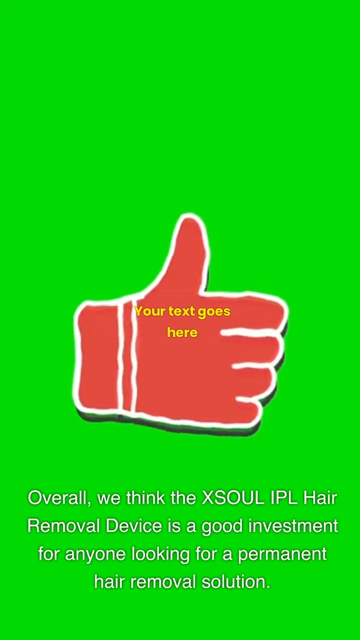 Your text goes
here
Overall, we think the XSOUL IPL Hair
Removal Device is a good investment
for anyone looking for a permanent
hair removal solution.